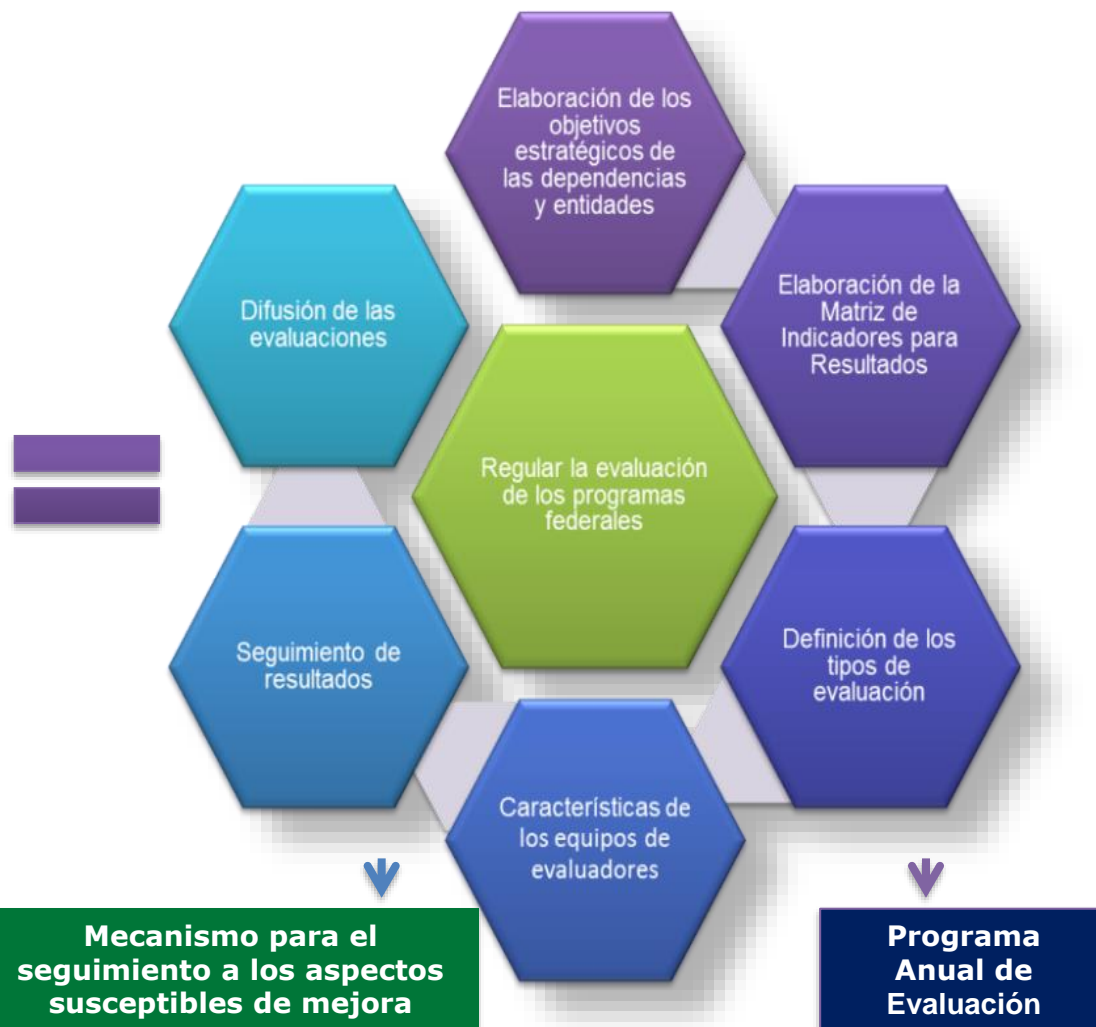 Elaboración de los
objetivos
estratégicos de
las dependencias
y entidades
Elaboración de la
Matriz de
Indicadores para
Resultados
Definición de los
tipos de
evaluación
Características de
los equipos de
evaluadores
Seguimiento de
resultados
Difusión de las
evaluaciones
Regular la evaluación
de los programas
federales
Mecanismo para el
seguimiento a los aspectos
susceptibles de mejora
Programa
Anual de
Evaluación